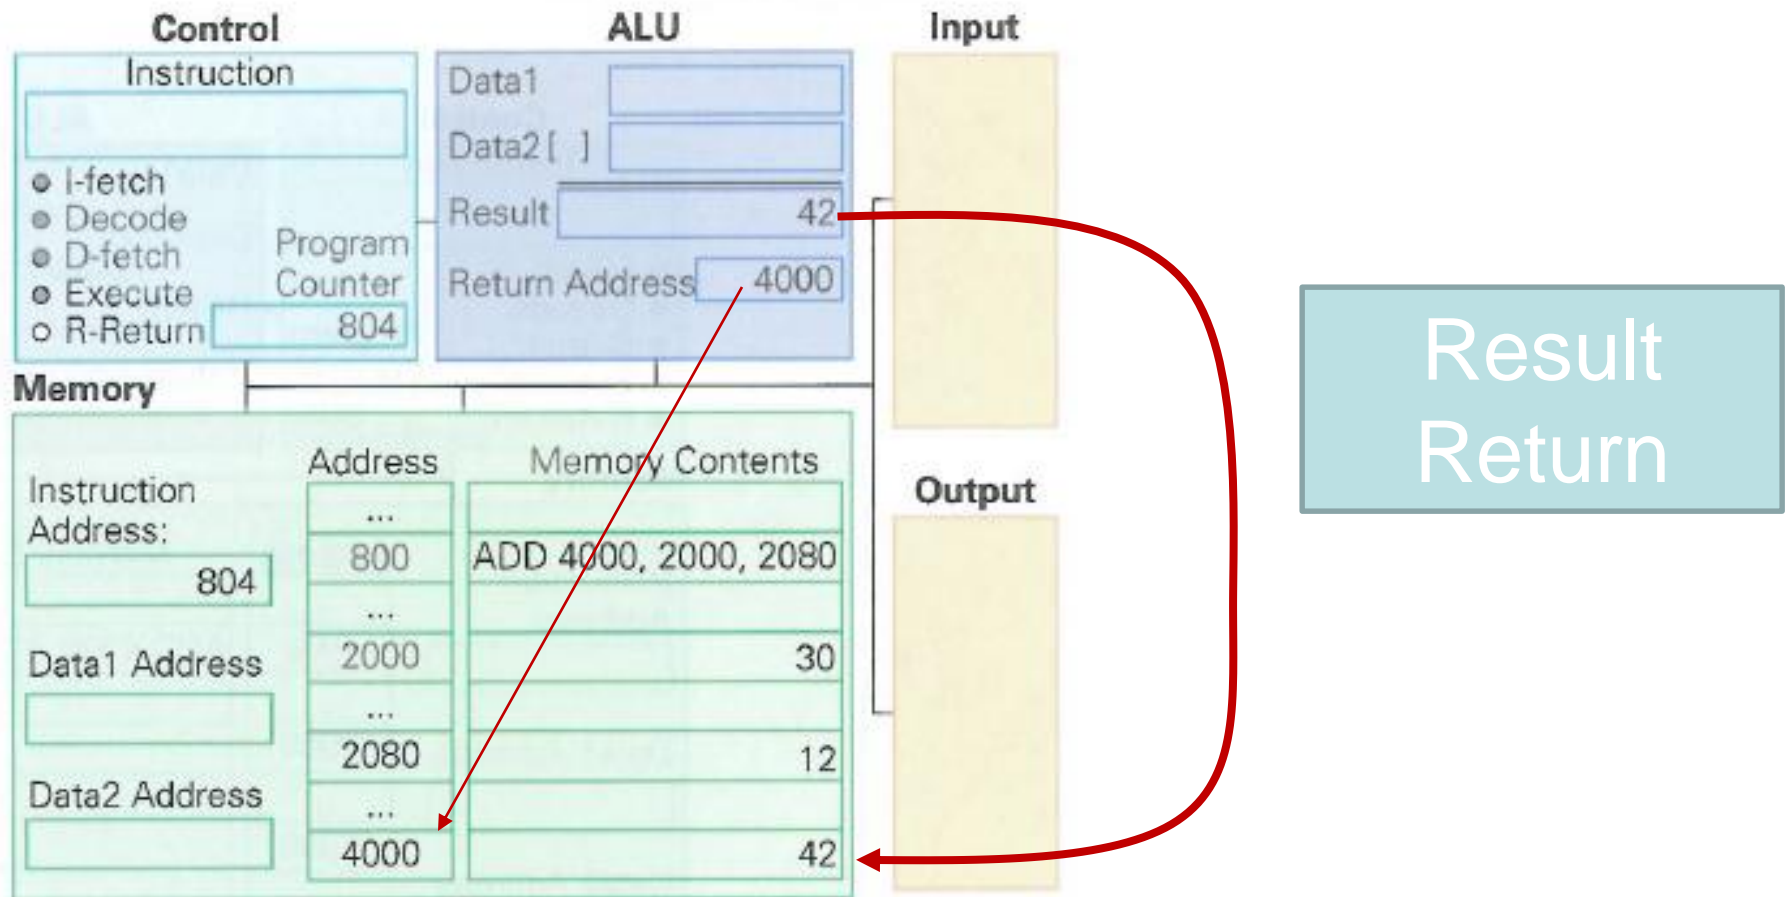 Control
Instruction
I-fetch
Decode
D-fetch
Execute
R-Return
Program
Counter
804
ALU
Data1
Data2 [ ]
Result 42
Return Address 4000
Input
Result
Return
Memory
Instruction
Address:
804
Data1 Address
Data2 Address
Address Memory Contents
...
800 ADD 4000, 2000, 2080
...
2000 30
...
2080 12
...
4000 42
Output